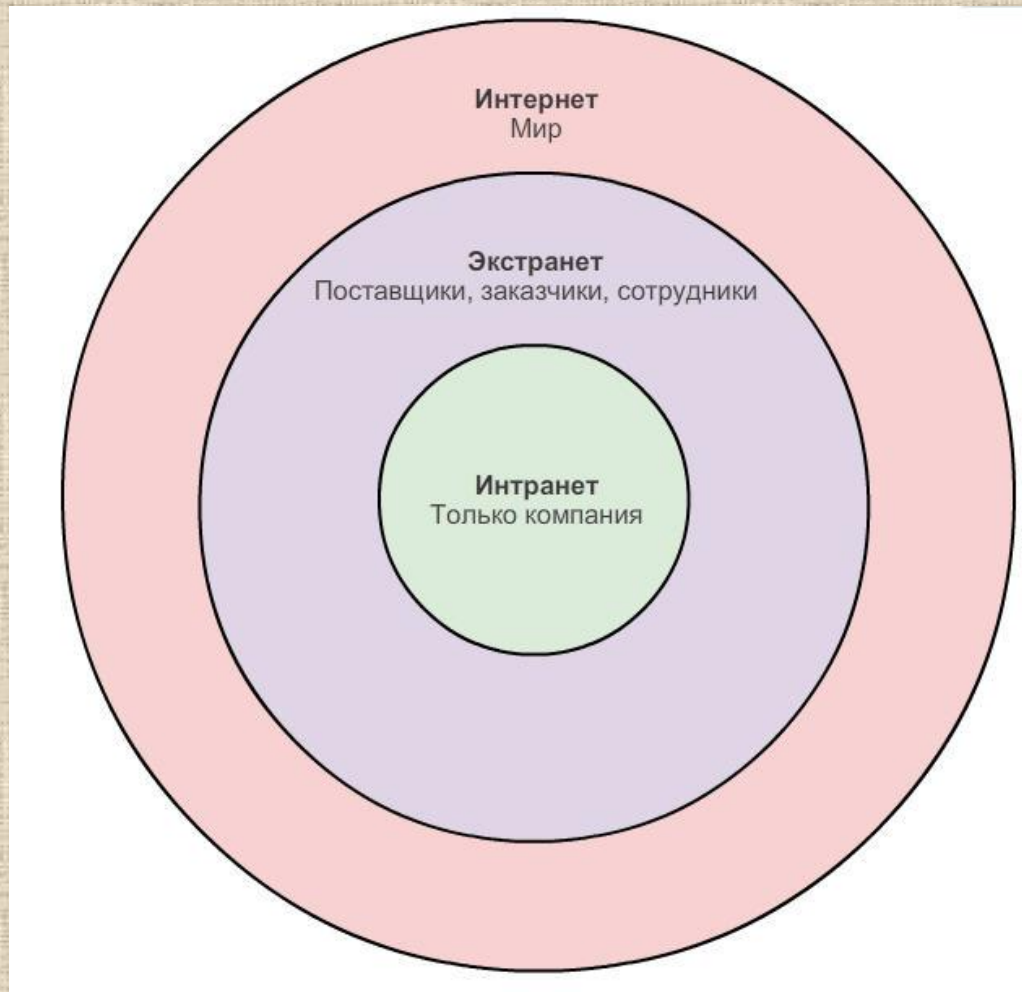 Интернет
Мир
Экстранет
Поставщики, заказчики, сотрудники
Интранет
Только компания